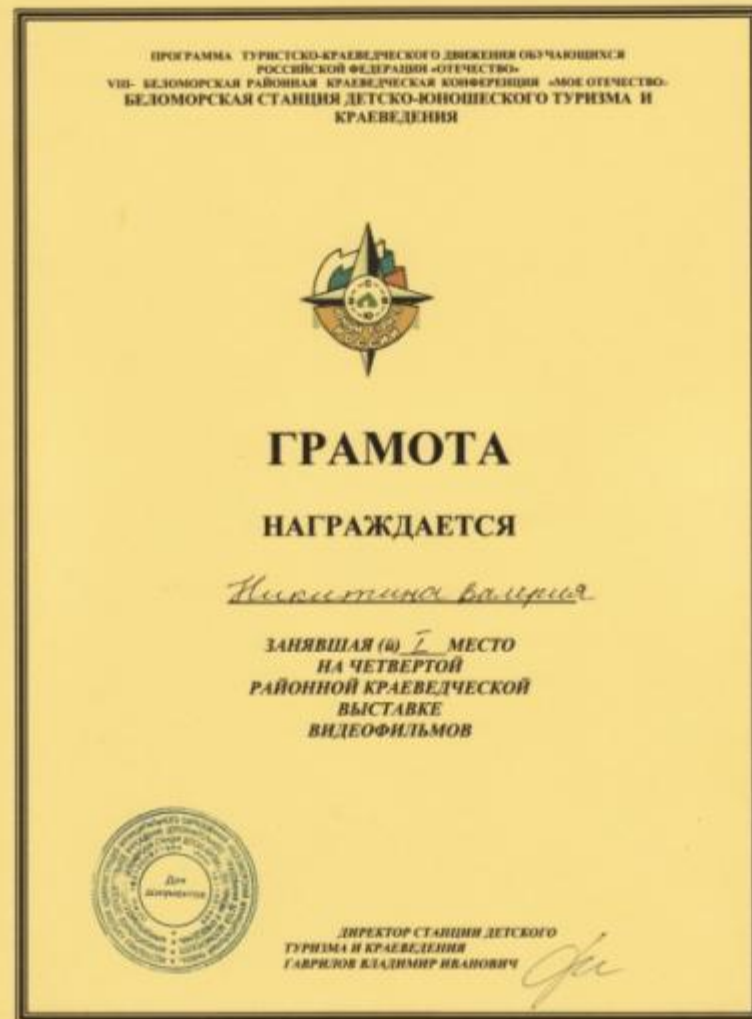 ПРОГРАММА ТУРИСТСКО-КРАЕВЕДЧЕСКОГО ДВИЖЕНИЯ ОБУЧАЮЩИХСЯ
РОССИЙСКОЙ ФЕДЕРАЦИИ «ОТЕЧЕСТВО»
VIII- БЕЛОМОРСКАЯ РАЙОННАЯ КРАЕВЕДЧЕСКАЯ КОНФЕРЕНЦИЯ «МОЕ ОТЕЧЕСТВО»
БЕЛОМОРСКАЯ СТАНЦИЯ ДЕТСКО-ЮНОШЕСКОГО ТУРИЗМА И
КРАЕВЕДЕНИЯ
РОССИИ
ГРАМОТА
НАГРАЖДАЕТСЯ
Никитина Валерия
ЗАНЯВШАЯ (й) I МЕСТО
НА ЧЕТВЕРТОЙ
РАЙОННОЙ КРАЕВЕДЧЕСКОЙ
ВЫСТАВКЕ
ВИДЕОФИЛЬМОВ
Для
документов
ДИРЕКТОР СТАНЦИИ ДЕТСКОГО
ТУРИЗМА И КРАЕВЕДЕНИЯ
ГАВРИЛОВ ВЛАДИМИР ИВАНОВИЧ